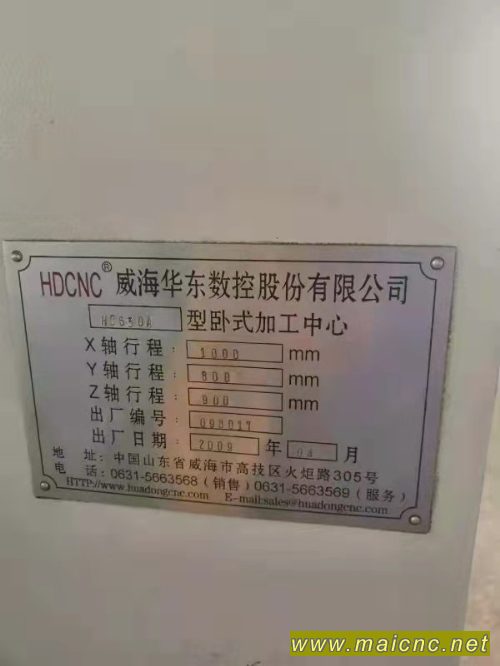 HDCNC® 威海华东数控股份有限公司
HC630A 型卧式加工中心
X轴行程: 1000 mm
Y轴行程: 800 mm
Z轴行程: 900 mm
出厂编号: 090017
出厂日期: 2009 年 04 月
地 址: 中国山东省威海市高技区火炬路305号
电 话: 0631-5663568(销售) 0631-5663569(服务)
HTTP://www.huadongcnc.com E-mail:sales@huadongcnc.com
www.maicnc.net